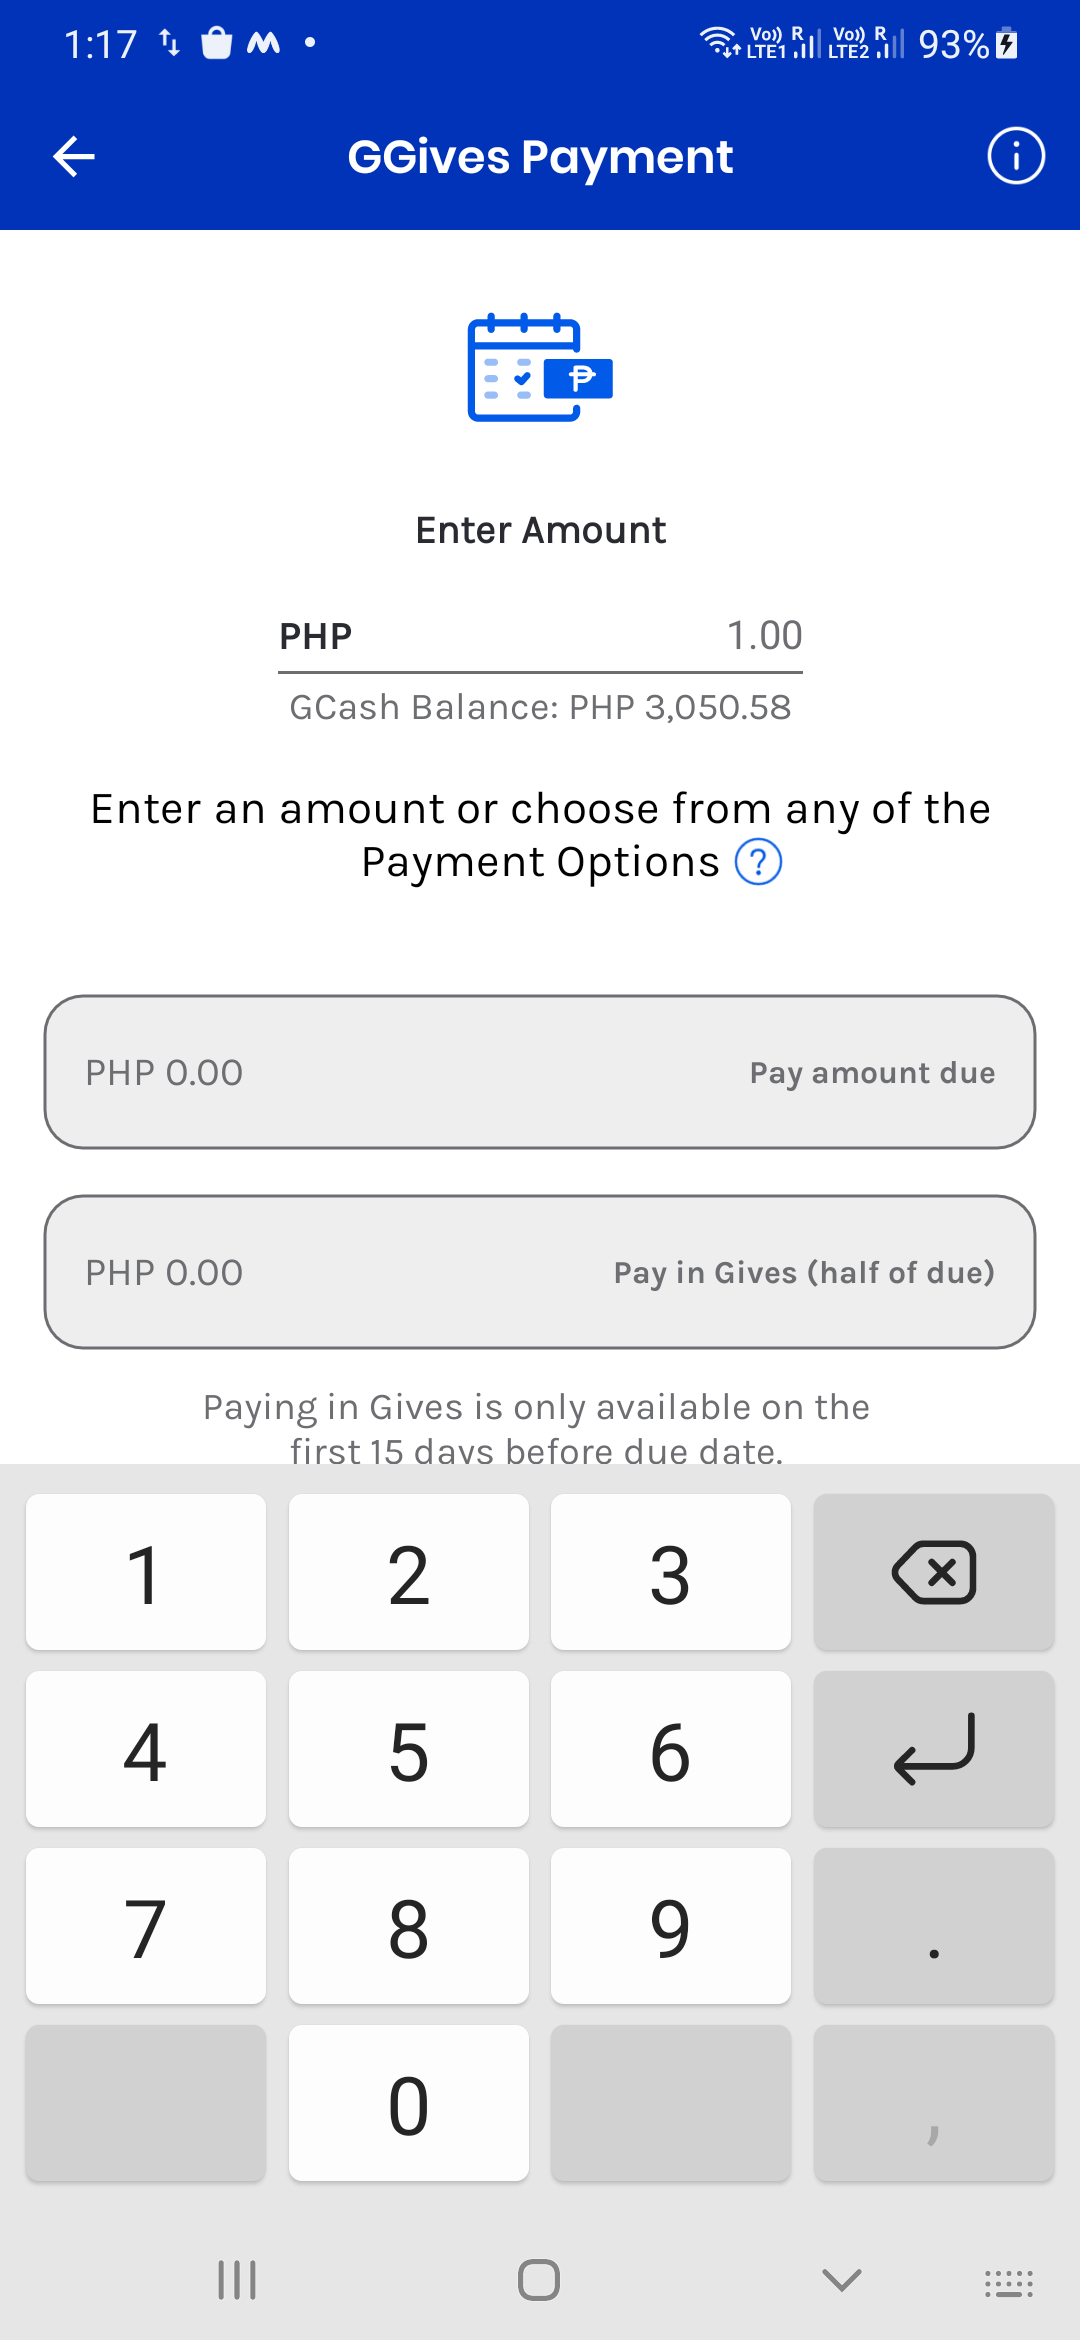 1:17
Vo)) R Vo)) R
LTE1 LTE2 93%
GGives Payment
₱
Enter Amount
PHP 1.00
GCash Balance: PHP 3,050.58
Enter an amount or choose from any of the
Payment Options ?
PHP 0.00 Pay amount due
PHP 0.00 Pay in Gives (half of due)
Paying in Gives is only available on the
first 15 days before due date.
1 2 3
4 5 6
7 8 9 .
0 ,